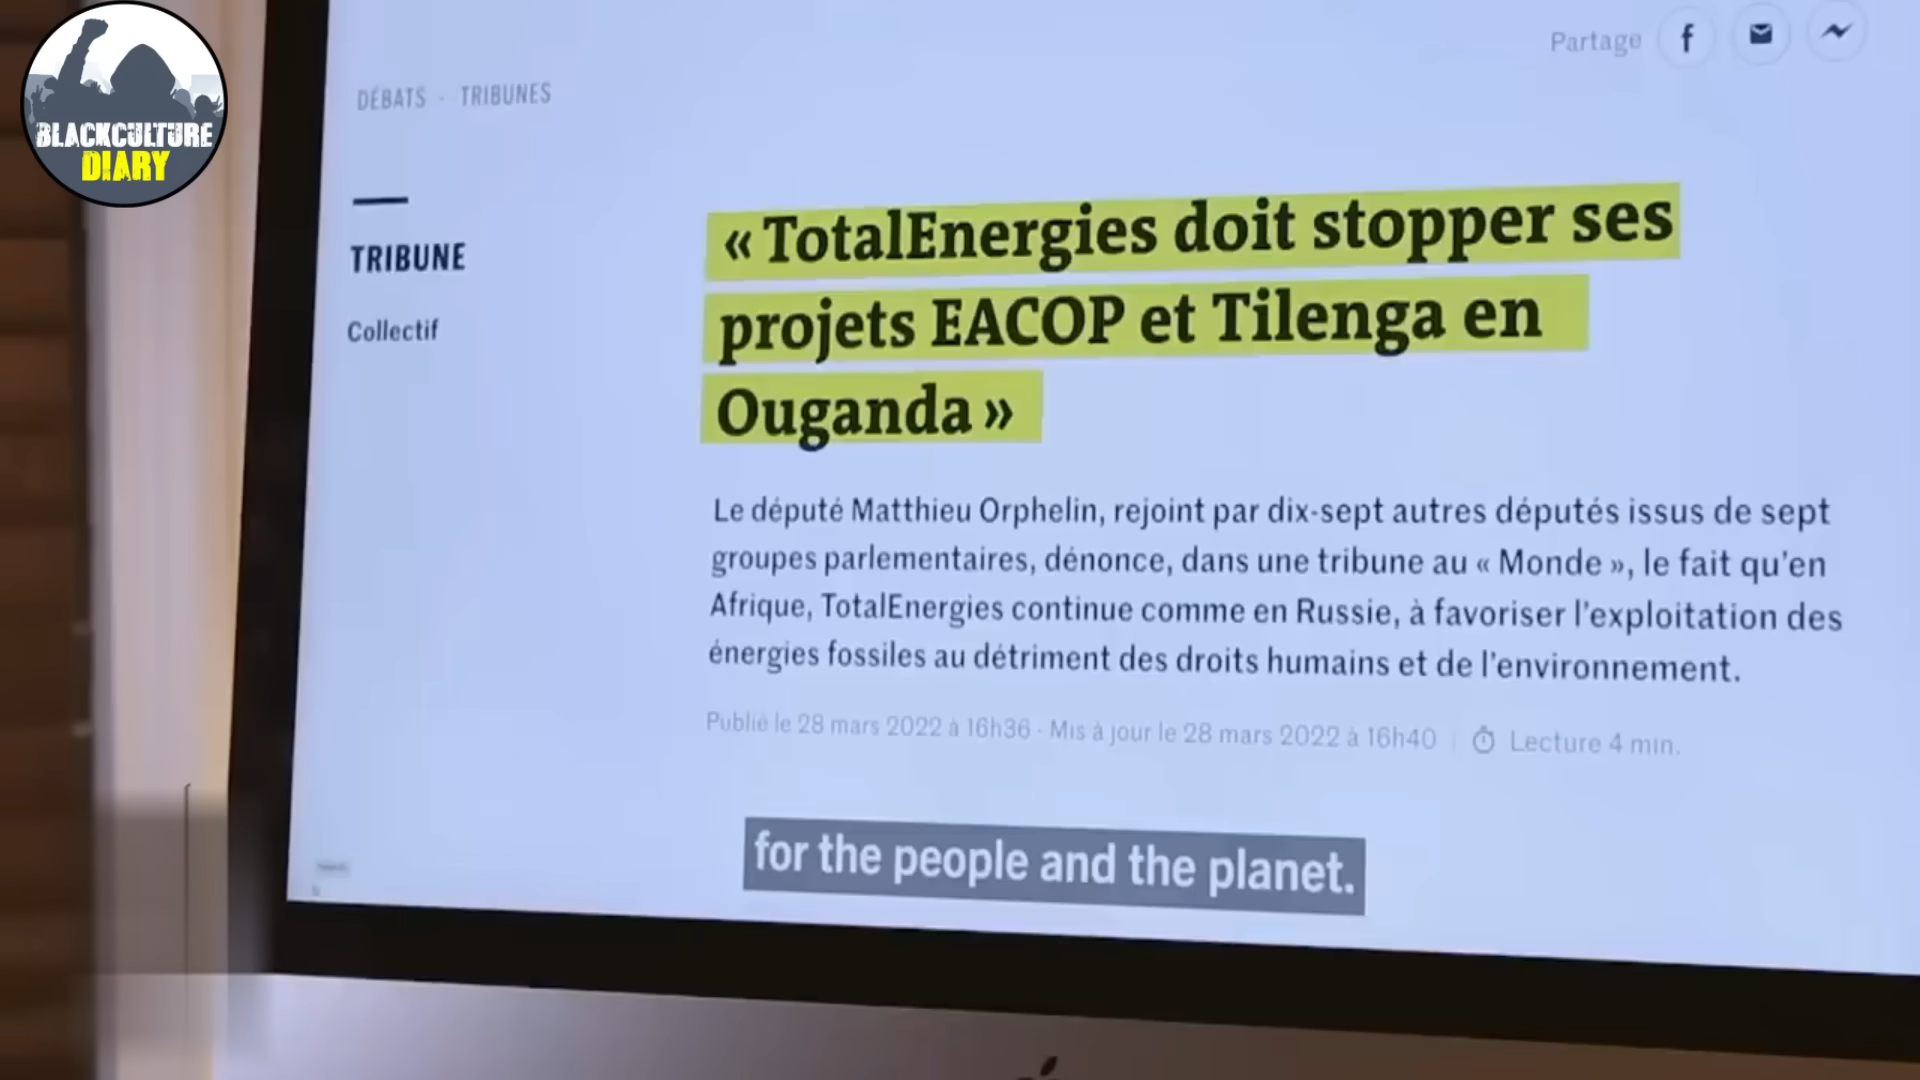 BLACKCULTURE
DIARY
Partage
DÉBATS · TRIBUNES
TRIBUNE
Collectif
« TotalEnergies doit stopper ses
projets EACOP et Tilenga en
Ouganda »
Le député Matthieu Orphelin, rejoint par dix-sept autres députés issus de sept
groupes parlementaires, dénonce, dans une tribune au « Monde », le fait qu'en
Afrique, TotalEnergies continue comme en Russie, à favoriser l'exploitation des
énergies fossiles au détriment des droits humains et de l'environnement.
Publié le 28 mars 2022 à 16h36 · Mis à jour le 28 mars 2022 à 16h40 Lecture 4 min.
for the people and the planet.